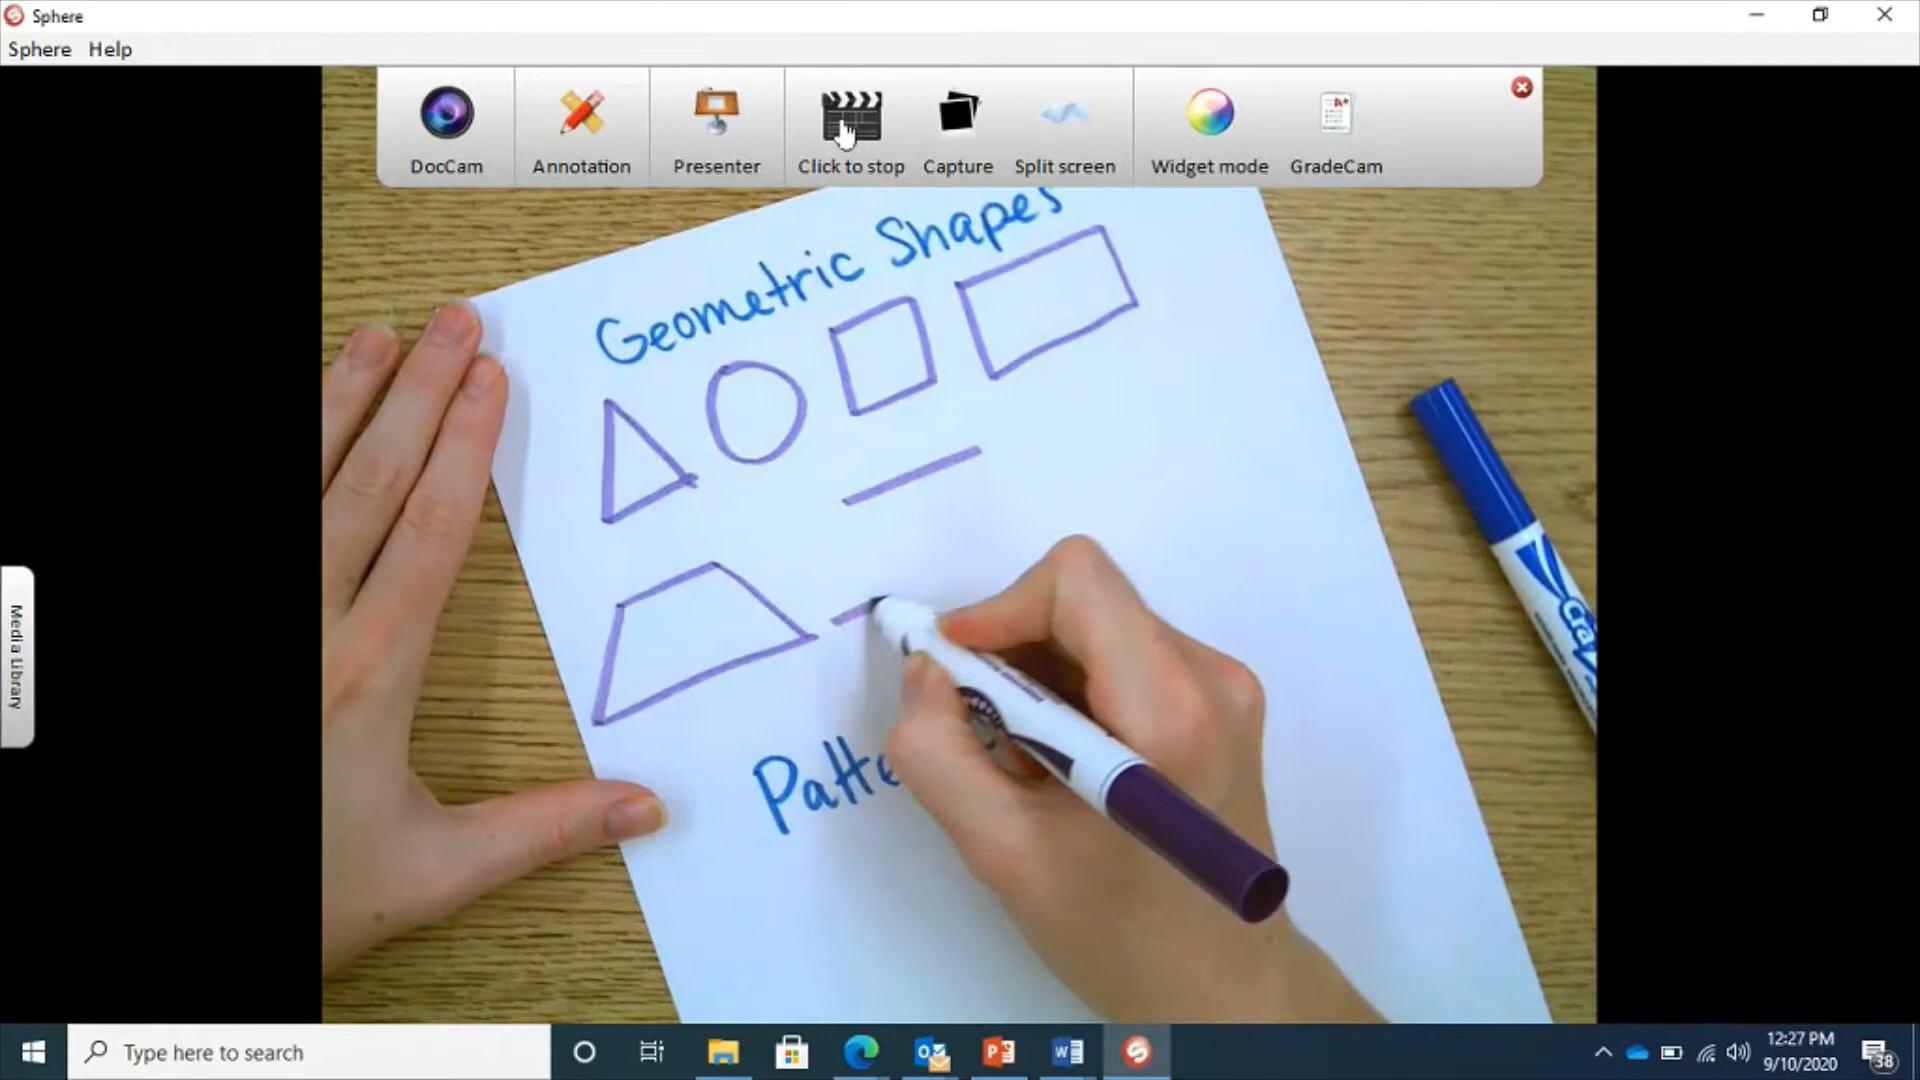 Sphere
Sphere Help
DocCam Annotation Presenter Click to stop Capture Split screen Widget mode GradeCam
A+
Geometric Shapes
Patte
Cra
Media Library
Type here to search
12:27 PM
9/10/2020
38